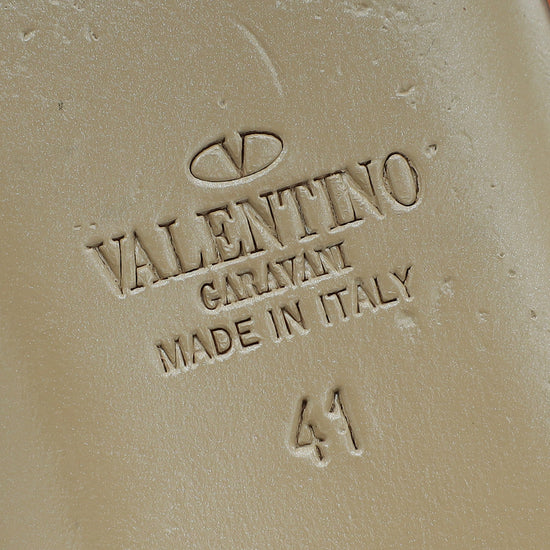 V
VALENTINO
GARAVANI
MADE IN ITALY
41